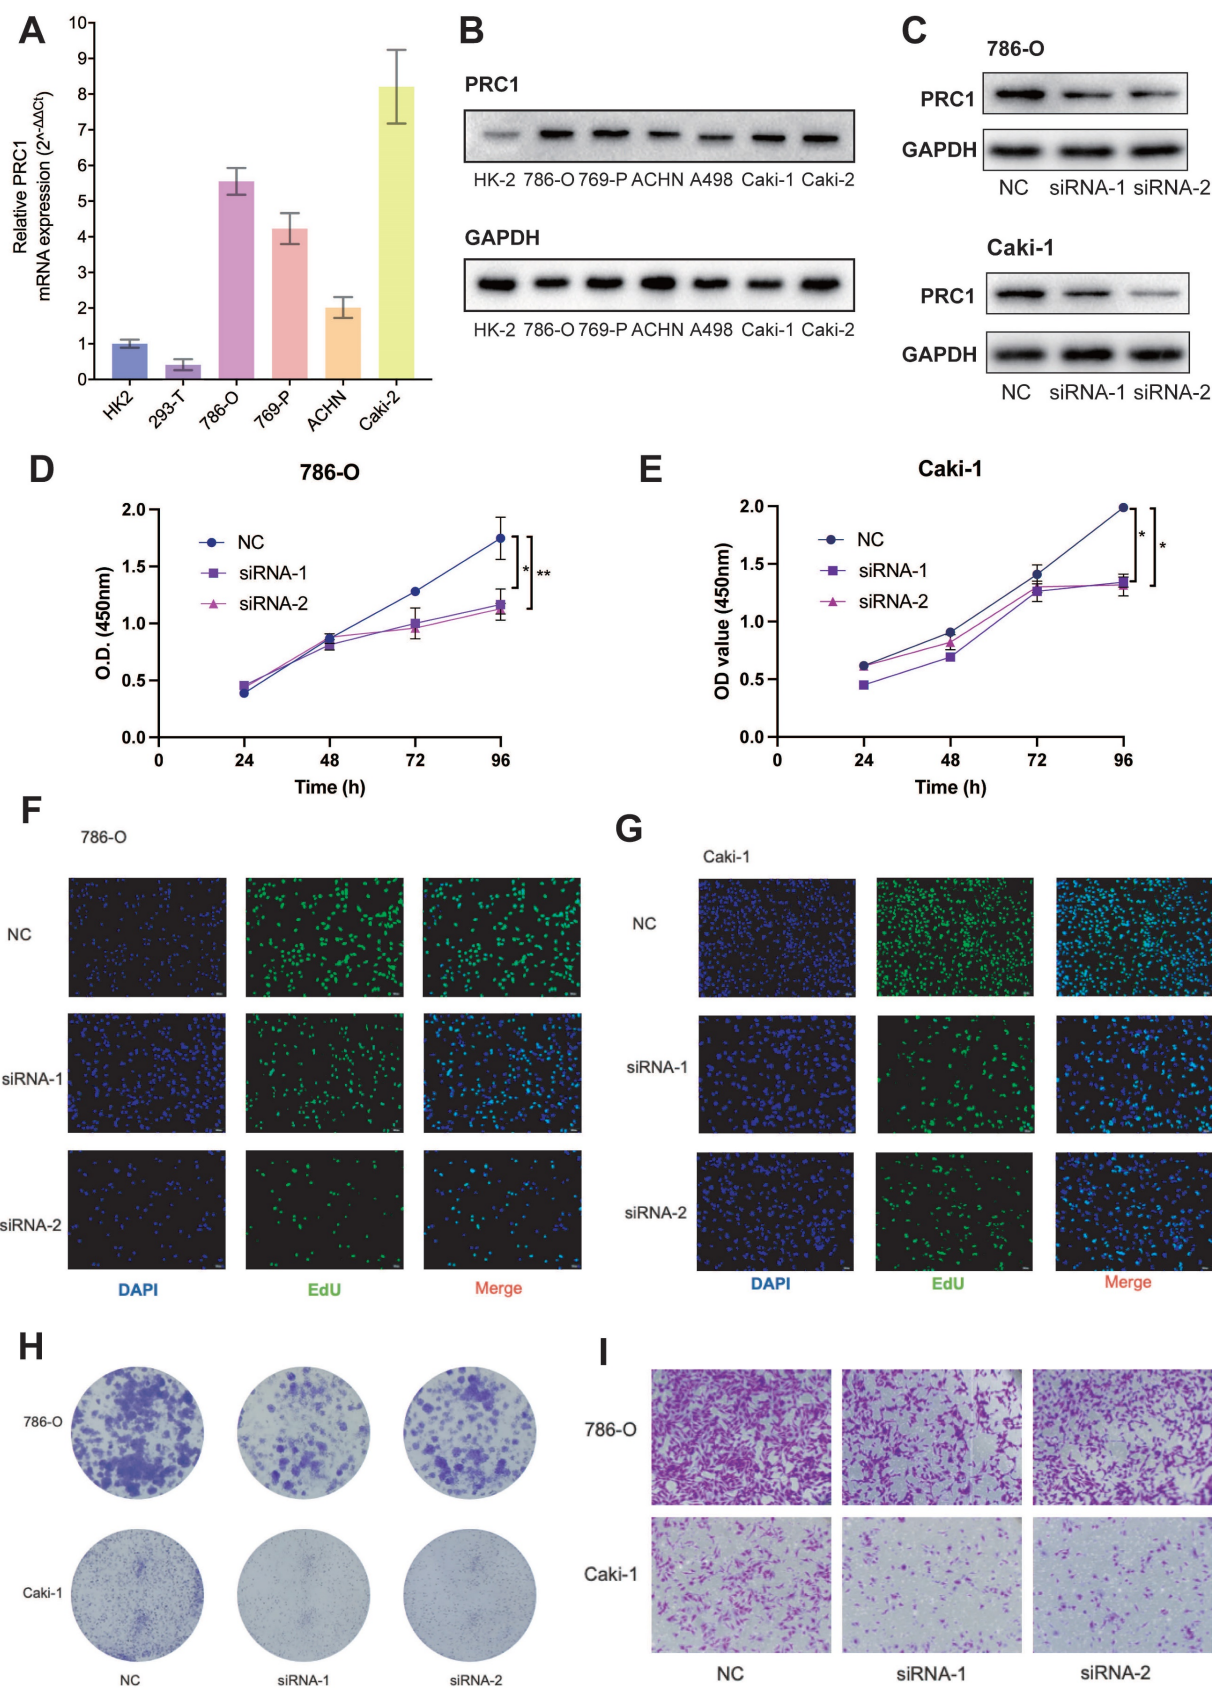 A
Relative PRC1
mRNA expression (2^-ΔΔCt)
10
9
8
7
6
5
4
3
2
1
0
HK2
293-T
786-O
769-P
ACHN
Caki-2
B
PRC1
HK-2 786-O 769-P ACHN A498 Caki-1 Caki-2
GAPDH
HK-2 786-O 769-P ACHN A498 Caki-1 Caki-2
C
786-O
PRC1
GAPDH
NC siRNA-1 siRNA-2
Caki-1
PRC1
GAPDH
NC siRNA-1 siRNA-2
D
786-O
O.D. (450nm)
2.0
1.5
1.0
0.5
0.0
NC
siRNA-1
siRNA-2
* **
0 24 48 72 96
Time (h)
E
Caki-1
OD value (450nm)
2.0
1.5
1.0
0.5
0.0
NC
siRNA-1
siRNA-2
* *
0 24 48 72 96
Time (h)
F
786-O
NC
siRNA-1
siRNA-2
DAPI EdU Merge
G
Caki-1
NC
siRNA-1
siRNA-2
DAPI EdU Merge
H
786-O
Caki-1
NC siRNA-1 siRNA-2
I
786-O
Caki-1
NC siRNA-1 siRNA-2